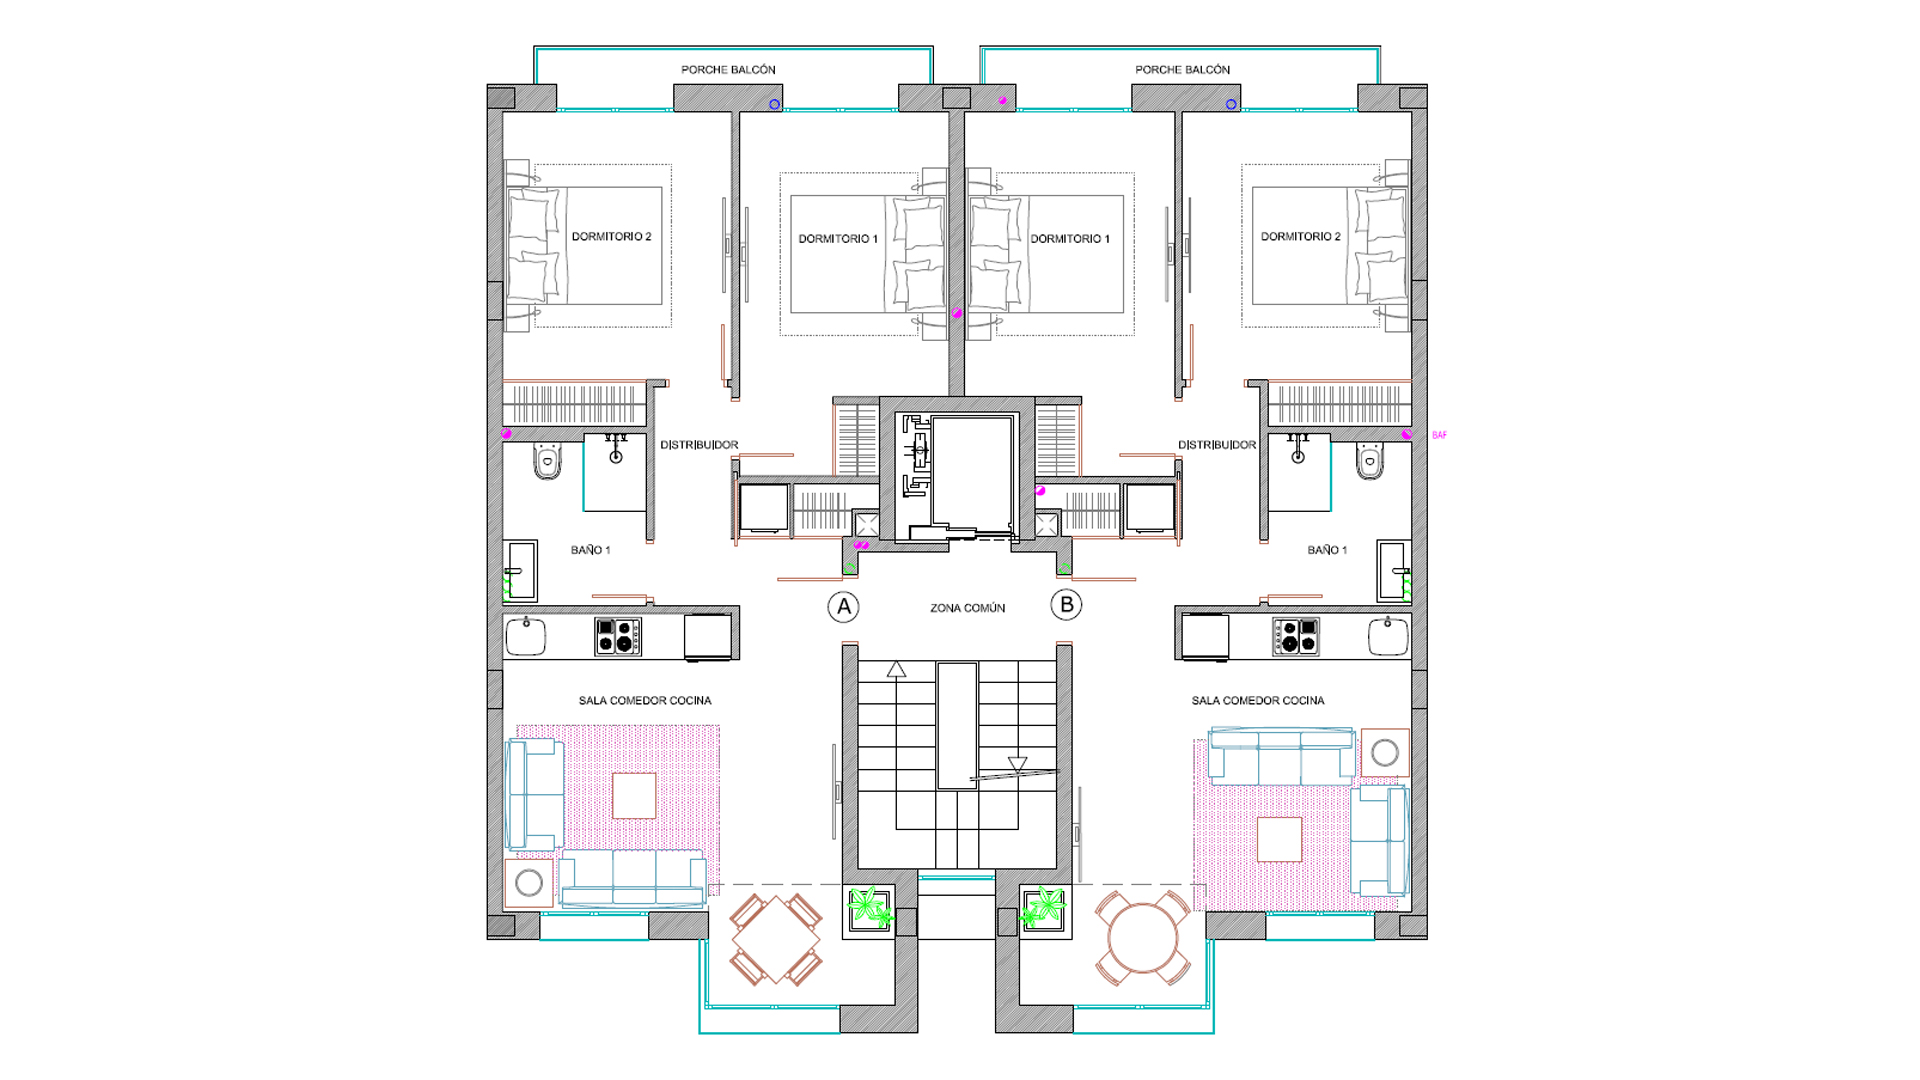 PORCHE BALCÓN
PORCHE BALCÓN
DORMITORIO 2
DORMITORIO 1
DORMITORIO 1
DORMITORIO 2
DISTRIBUIDOR
DISTRIBUIDOR
BAF
BAÑO 1
BAÑO 1
A
ZONA COMÚN
B
SALA COMEDOR COCINA
SALA COMEDOR COCINA